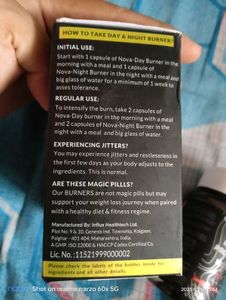 HOW TO TAKE DAY & NIGHT BURNER?
INITIAL USE:
Start with 1 capsule of Nova-Day Burner in the
morning with a meal and 1 capsule of
Nova-Night Burner in the night with a meal and
big glass of water for a minimum of 1 week to
asses tolerance.
REGULAR USE:
To intensify the burn, take 2 capsules of
Nova-Day burner in the morning with a meal
and 2 capsules of Nova-Night Burner in the
night with a meal and big glass of water.
EXPERIENCING JITTERS?
You may experience jitters and restlessness in
the first few days as your body adjusts to the
ingredients. This is normal.
ARE THESE MAGIC PILLS?
Our BURNERS are not magic pills but may
support your weight loss journey when paired
with a healthy diet & fitness regime.
Manufactured By: Influx Healthtech Ltd.
Plot No. 9 & 10, Genesis Ind. Township, Kolgaon,
Palghar - 401 404, Maharashtra, India.
A GMP, ISO 22000 & HACCP Codex Certified Co.
Lic. No.:11521999000002
Please check the labels of the bottles inside for
ingredients and all other details.
Shot on realme narzo 60x 5G